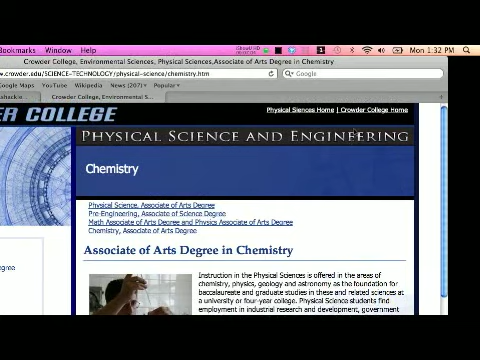 Bookmarks Window Help Mon 1:32 PM
Crowder College, Environmental Sciences, Physical Sciences,Associate of Arts Degree in Crowder
www.crowder.edu/SCIENCE-TECHNOLOGY/physical-science/chemistry.htm Google
Google Maps YouTube Wikipedia News (207) Popular
shackle Crowder College, Environmental S...
ER COLLEGE Physical Siences Home | Crowder College Home
PHYSICAL SCIENCE AND ENGINEERING
Chemistry
Physical Science, Associate of Arts Degree
Pre-Engineering, Associate of Science Degree
Math Associate of Arts Degree and Physics Associate of Arts Degree
Chemistry, Associate of Arts Degree
Associate of Arts Degree in Chemistry
egree
Instruction in the Physical Sciences is offered in the areas of
chemistry, physics, geology and astronomy as the foundation for
baccalaureate and graduate studies in these and related sciences at
a university or four-year college. Physical Science students find
employment in industrial research and development, government